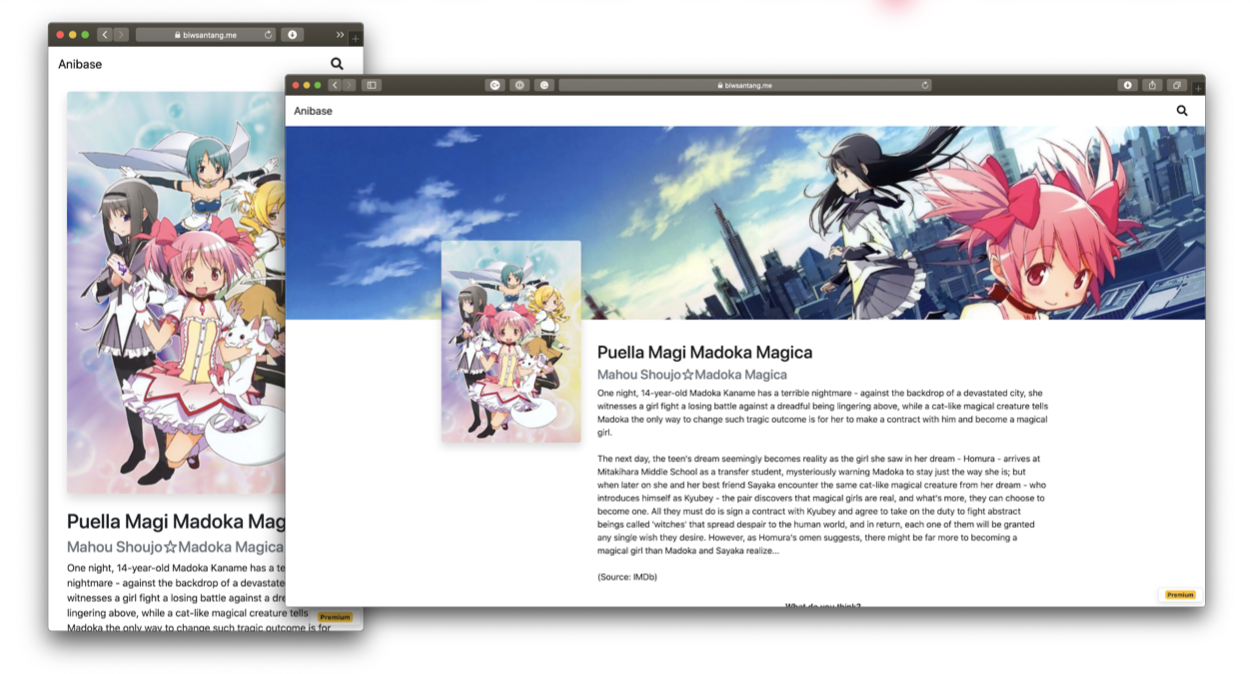 biwsantang.me
Anibase
Puella Magi Madoka Mag
Mahou Shoujo☆Madoka Magica
One night, 14-year-old Madoka Kaname has a te
nightmare - against the backdrop of a devastate
witnesses a girl fight a losing battle against a dre
lingering above, while a cat-like magical creature tells
Madoka the only way to change such tragic outcome is for
Premium
biwsantang.me
Anibase
Puella Magi Madoka Magica
Mahou Shoujo☆Madoka Magica
One night, 14-year-old Madoka Kaname has a terrible nightmare - against the backdrop of a devastated city, she
witnesses a girl fight a losing battle against a dreadful being lingering above, while a cat-like magical creature tells
Madoka the only way to change such tragic outcome is for her to make a contract with him and become a magical
girl.
The next day, the teen's dream seemingly becomes reality as the girl she saw in her dream - Homura - arrives at
Mitakihara Middle School as a transfer student, mysteriously warning Madoka to stay just the way she is; but
when later on she and her best friend Sayaka encounter the same cat-like magical creature from her dream - who
introduces himself as Kyubey - the pair discovers that magical girls are real, and what's more, they can choose to
become one. All they must do is sign a contract with Kyubey and agree to take on the duty to fight abstract
beings called 'witches' that spread despair to the human world, and in return, each one of them will be granted
any single wish they desire. However, as Homura's omen suggests, there might be far more to becoming a
magical girl than Madoka and Sayaka realize...
(Source: IMDb)
What do you think?
Premium